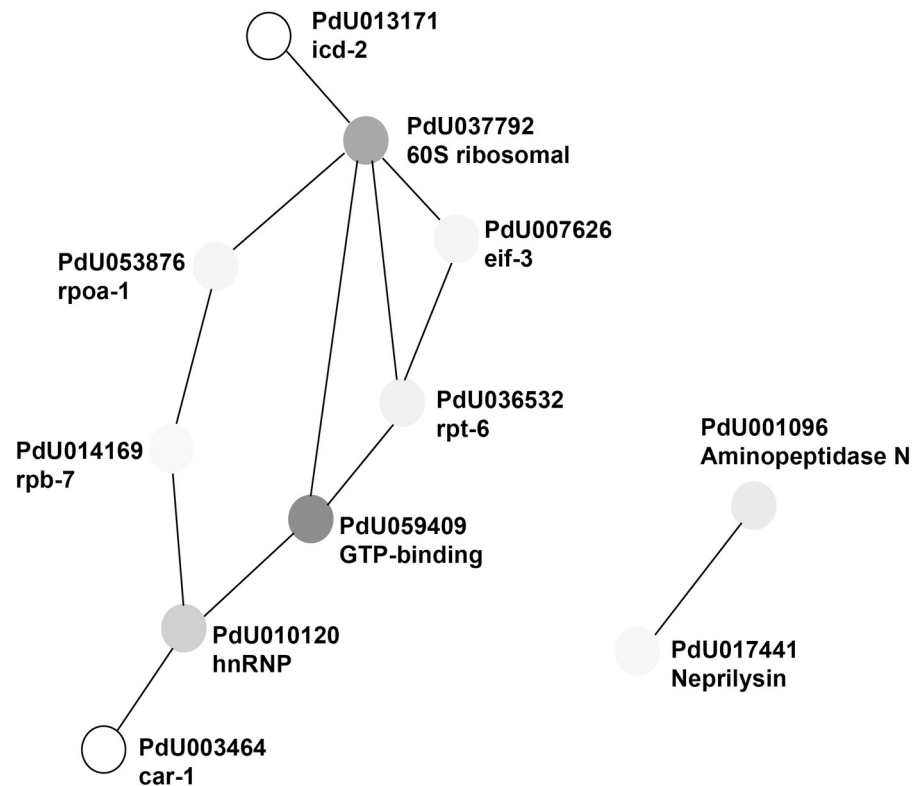 PdU013171
icd-2
PdU037792
60S ribosomal
PdU007626
eif-3
PdU053876
rpoa-1
PdU036532
rpt-6
PdU001096
Aminopeptidase N
PdU014169
rpb-7
PdU059409
GTP-binding
PdU010120
hnRNP
PdU017441
Neprilysin
PdU003464
car-1